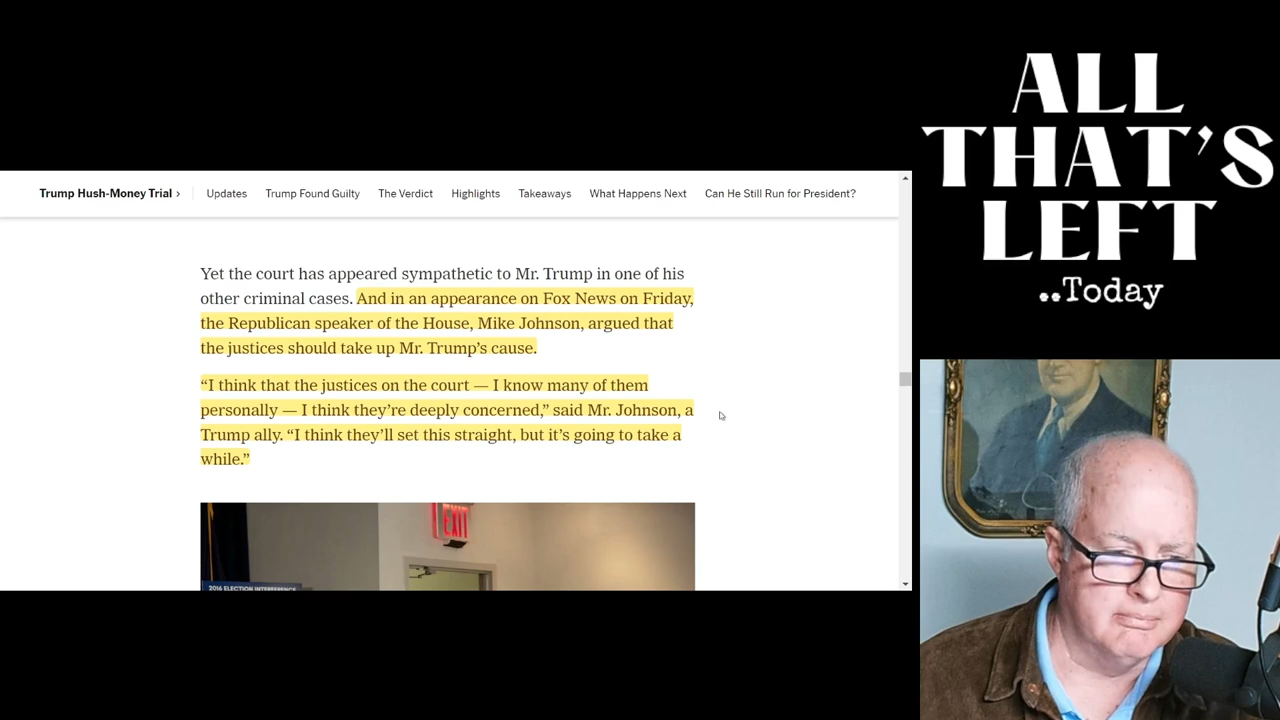 Trump Hush-Money Trial ›
Updates
Trump Found Guilty
The Verdict
Highlights
Takeaways
What Happens Next
Can He Still Run for President?
Yet the court has appeared sympathetic to Mr. Trump in one of his
other criminal cases. And in an appearance on Fox News on Friday,
the Republican speaker of the House, Mike Johnson, argued that
the justices should take up Mr. Trump’s cause.
“I think that the justices on the court — I know many of them
personally — I think they’re deeply concerned,” said Mr. Johnson, a
Trump ally. “I think they’ll set this straight, but it’s going to take a
while.”
EXIT
2016 ELECTION INTERFERENCE
ALL
THAT’S
LEFT
..Today